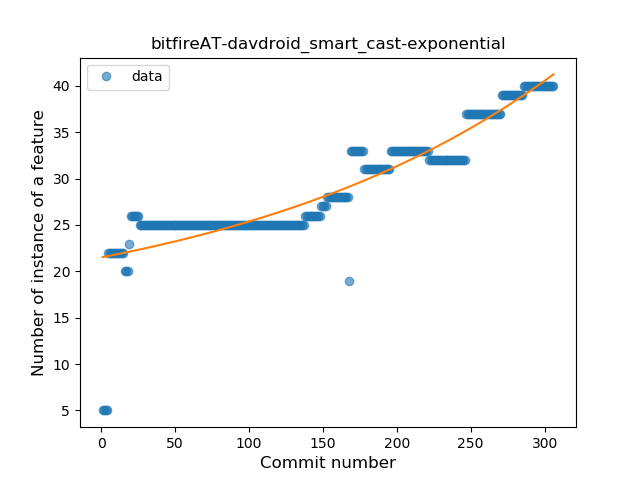 bitfireAT-davdroid_smart_cast-exponential
data
Number of instance of a feature
40
35
30
25
20
15
10
5
0 50 100 150 200 250 300
Commit number